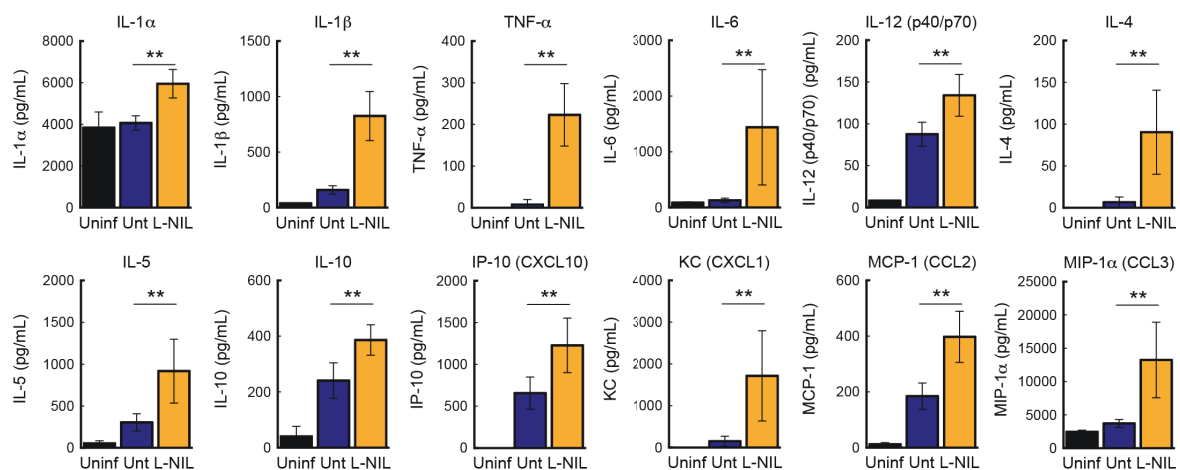 IL-1α
IL-1α (pg/mL)
8000
6000
4000
2000
0
**
Uninf Unt L-NIL
IL-1β
IL-1β (pg/mL)
1500
1000
500
0
**
Uninf Unt L-NIL
TNF-α
TNF-α (pg/mL)
400
300
200
100
0
**
Uninf Unt L-NIL
IL-6
IL-6 (pg/mL)
3000
2000
1000
0
**
Uninf Unt L-NIL
IL-12 (p40/p70)
IL-12 (p40/p70) (pg/mL)
200
150
100
50
0
**
Uninf Unt L-NIL
IL-4
IL-4 (pg/mL)
200
150
100
50
0
**
Uninf Unt L-NIL
IL-5
IL-5 (pg/mL)
2000
1500
1000
500
0
**
Uninf Unt L-NIL
IL-10
IL-10 (pg/mL)
600
400
200
0
**
Uninf Unt L-NIL
IP-10 (CXCL10)
IP-10 (pg/mL)
2000
1500
1000
500
0
**
Uninf Unt L-NIL
KC (CXCL1)
KC (pg/mL)
4000
3000
2000
1000
0
**
Uninf Unt L-NIL
MCP-1 (CCL2)
MCP-1 (pg/mL)
600
400
200
0
**
Uninf Unt L-NIL
MIP-1α (CCL3)
MIP-1α (pg/mL)
25000
20000
15000
10000
5000
0
**
Uninf Unt L-NIL